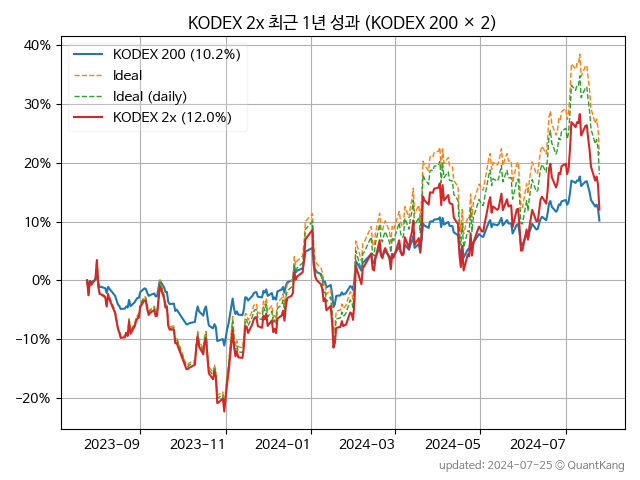 KODEX 2x 최근 1년 성과 (KODEX 200 × 2)
40%
30%
20%
10%
0%
−10%
−20%
KODEX 200 (10.2%)
Ideal
Ideal (daily)
KODEX 2x (12.0%)
2023-09
2023-11
2024-01
2024-03
2024-05
2024-07
updated: 2024-07-25 © QuantKang